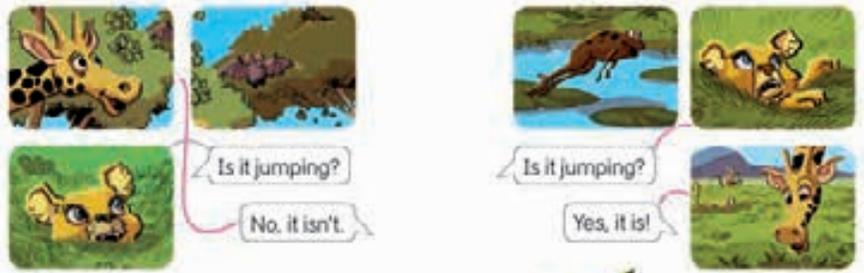 Is it jumping?
No, it isn't.
Is it jumping?
Yes, it is!